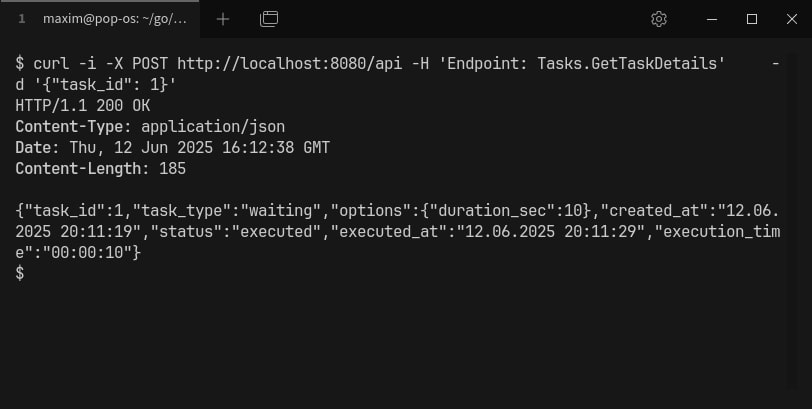 1 maxim@pop-os: ~/go/...
$ curl -i -X POST http://localhost:8080/api -H 'Endpoint: Tasks.GetTaskDetails'     -
d '{"task_id": 1}'
HTTP/1.1 200 OK
Content-Type: application/json
Date: Thu, 12 Jun 2025 16:12:38 GMT
Content-Length: 185

{"task_id":1,"task_type":"waiting","options":{"duration_sec":10},"created_at":"12.06.
2025 20:11:19","status":"executed","executed_at":"12.06.2025 20:11:29","execution_tim
e":"00:00:10"}
$